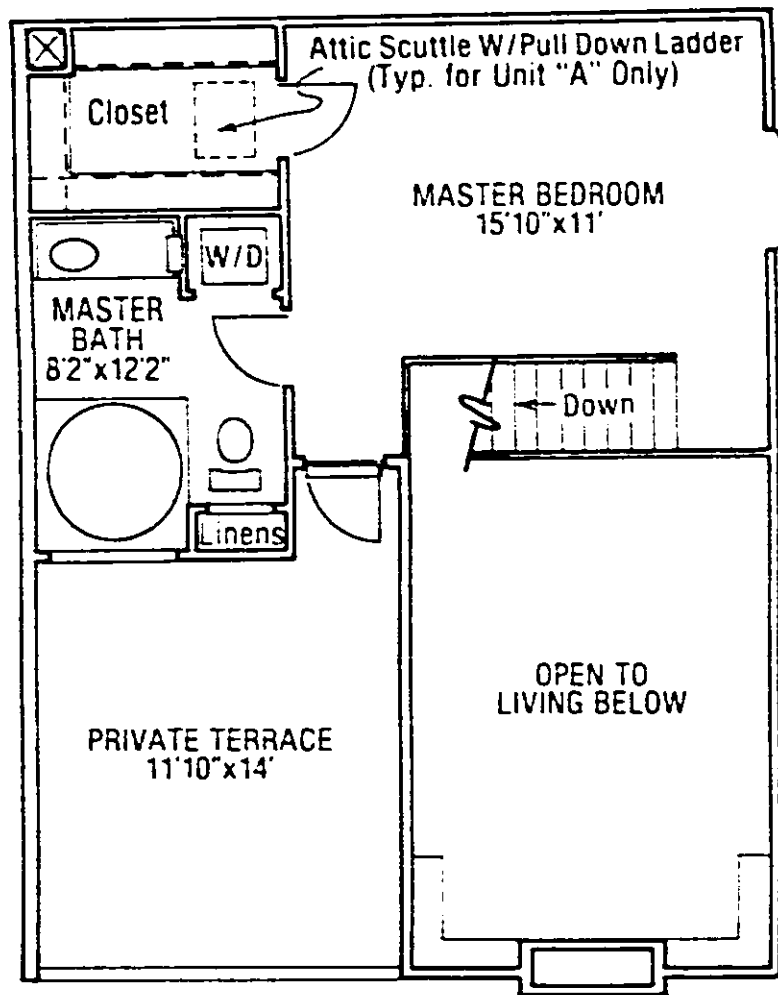 Attic Scuttle W/Pull Down Ladder
(Typ. for Unit "A" Only)
Closet
MASTER BEDROOM
15'10"x11'
W/D
MASTER
BATH
8'2"x12'2"
Down
Linens
OPEN TO
LIVING BELOW
PRIVATE TERRACE
11'10"x14'